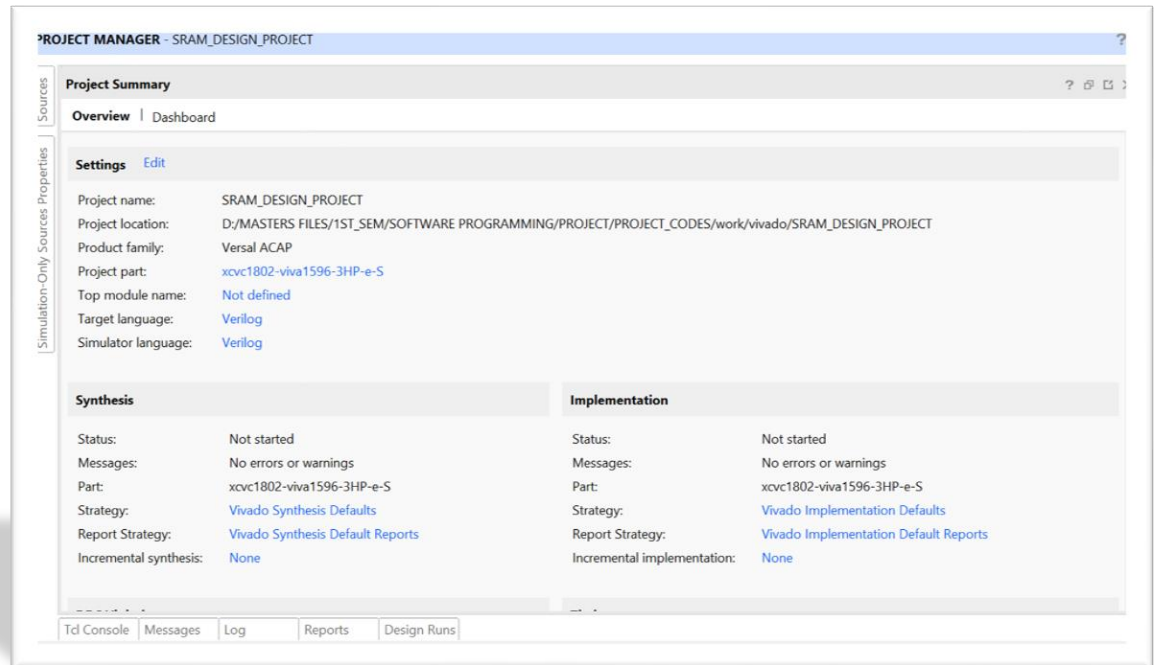 PROJECT MANAGER - SRAM_DESIGN_PROJECT ?
Sources
Simulation-Only Sources Properties
Project Summary ?
Overview | Dashboard
Settings Edit
Project name: SRAM_DESIGN_PROJECT
Project location: D:/MASTERS FILES/1ST_SEM/SOFTWARE PROGRAMMING/PROJECT/PROJECT_CODES/work/vivado/SRAM_DESIGN_PROJECT
Product family: Versal ACAP
Project part: xcvc1802-viva1596-3HP-e-S
Top module name: Not defined
Target language: Verilog
Simulator language: Verilog
Synthesis
Status: Not started
Messages: No errors or warnings
Part: xcvc1802-viva1596-3HP-e-S
Strategy: Vivado Synthesis Defaults
Report Strategy: Vivado Synthesis Default Reports
Incremental synthesis: None
Implementation
Status: Not started
Messages: No errors or warnings
Part: xcvc1802-viva1596-3HP-e-S
Strategy: Vivado Implementation Defaults
Report Strategy: Vivado Implementation Default Reports
Incremental implementation: None
Tcl Console Messages Log Reports Design Runs